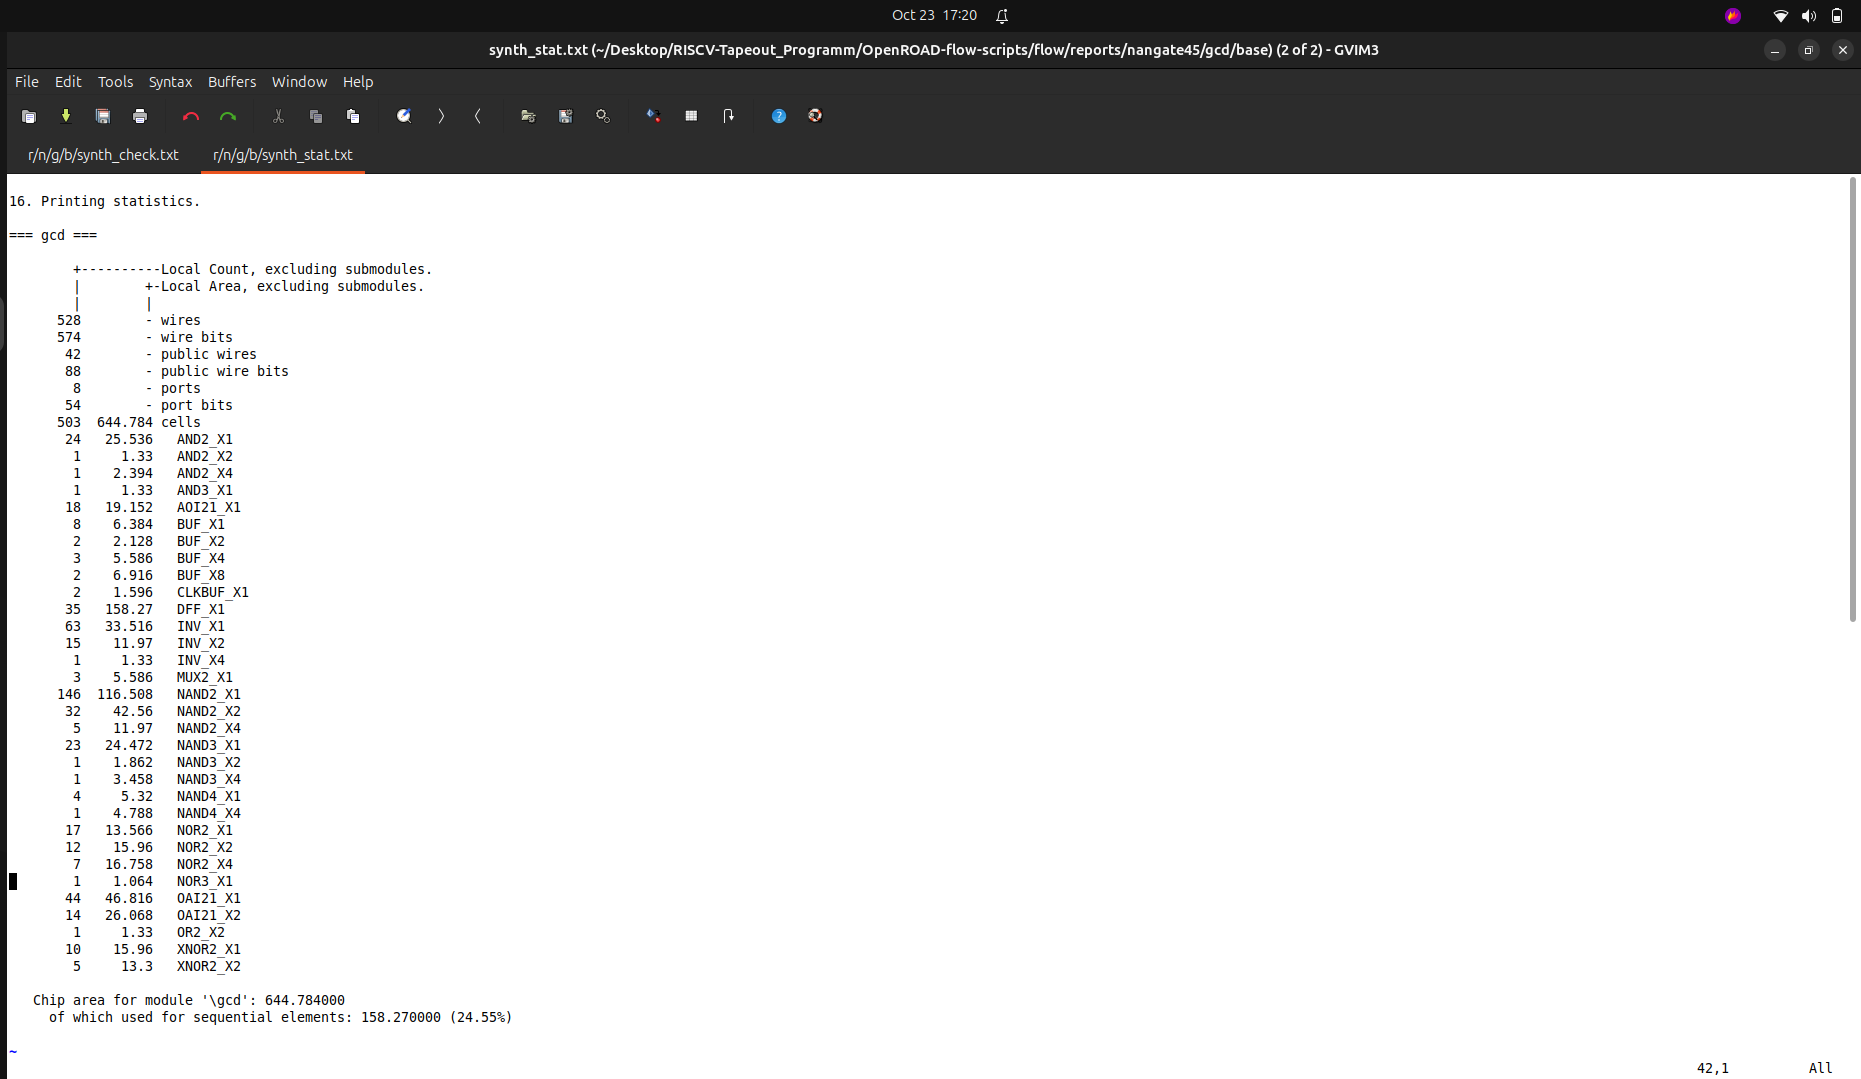 Oct 23 17:20
synth_stat.txt (~/Desktop/RISCV-Tapeout_Programm/OpenROAD-flow-scripts/flow/reports/nangate45/gcd/base) (2 of 2) - GVIM3
File Edit Tools Syntax Buffers Window Help
r/n/g/b/synth_check.txt r/n/g/b/synth_stat.txt
16. Printing statistics.
=== gcd ===
+----------Local Count, excluding submodules.
| +-Local Area, excluding submodules.
| |
528 - wires
574 - wire bits
42 - public wires
88 - public wire bits
8 - ports
54 - port bits
503 644.784 cells
24 25.536 AND2_X1
1 1.33 AND2_X2
1 2.394 AND2_X4
1 1.33 AND3_X1
18 19.152 AOI21_X1
8 6.384 BUF_X1
2 2.128 BUF_X2
3 5.586 BUF_X4
2 6.916 BUF_X8
2 1.596 CLKBUF_X1
35 158.27 DFF_X1
63 33.516 INV_X1
15 11.97 INV_X2
1 1.33 INV_X4
3 5.586 MUX2_X1
146 116.508 NAND2_X1
32 42.56 NAND2_X2
5 11.97 NAND2_X4
23 24.472 NAND3_X1
1 1.862 NAND3_X2
1 3.458 NAND3_X4
4 5.32 NAND4_X1
1 4.788 NAND4_X4
17 13.566 NOR2_X1
12 15.96 NOR2_X2
7 16.758 NOR2_X4
1 1.064 NOR3_X1
44 46.816 OAI21_X1
14 26.068 OAI21_X2
1 1.33 OR2_X2
10 15.96 XNOR2_X1
5 13.3 XNOR2_X2
Chip area for module '\gcd': 644.784000
of which used for sequential elements: 158.270000 (24.55%)
~
42,1 All